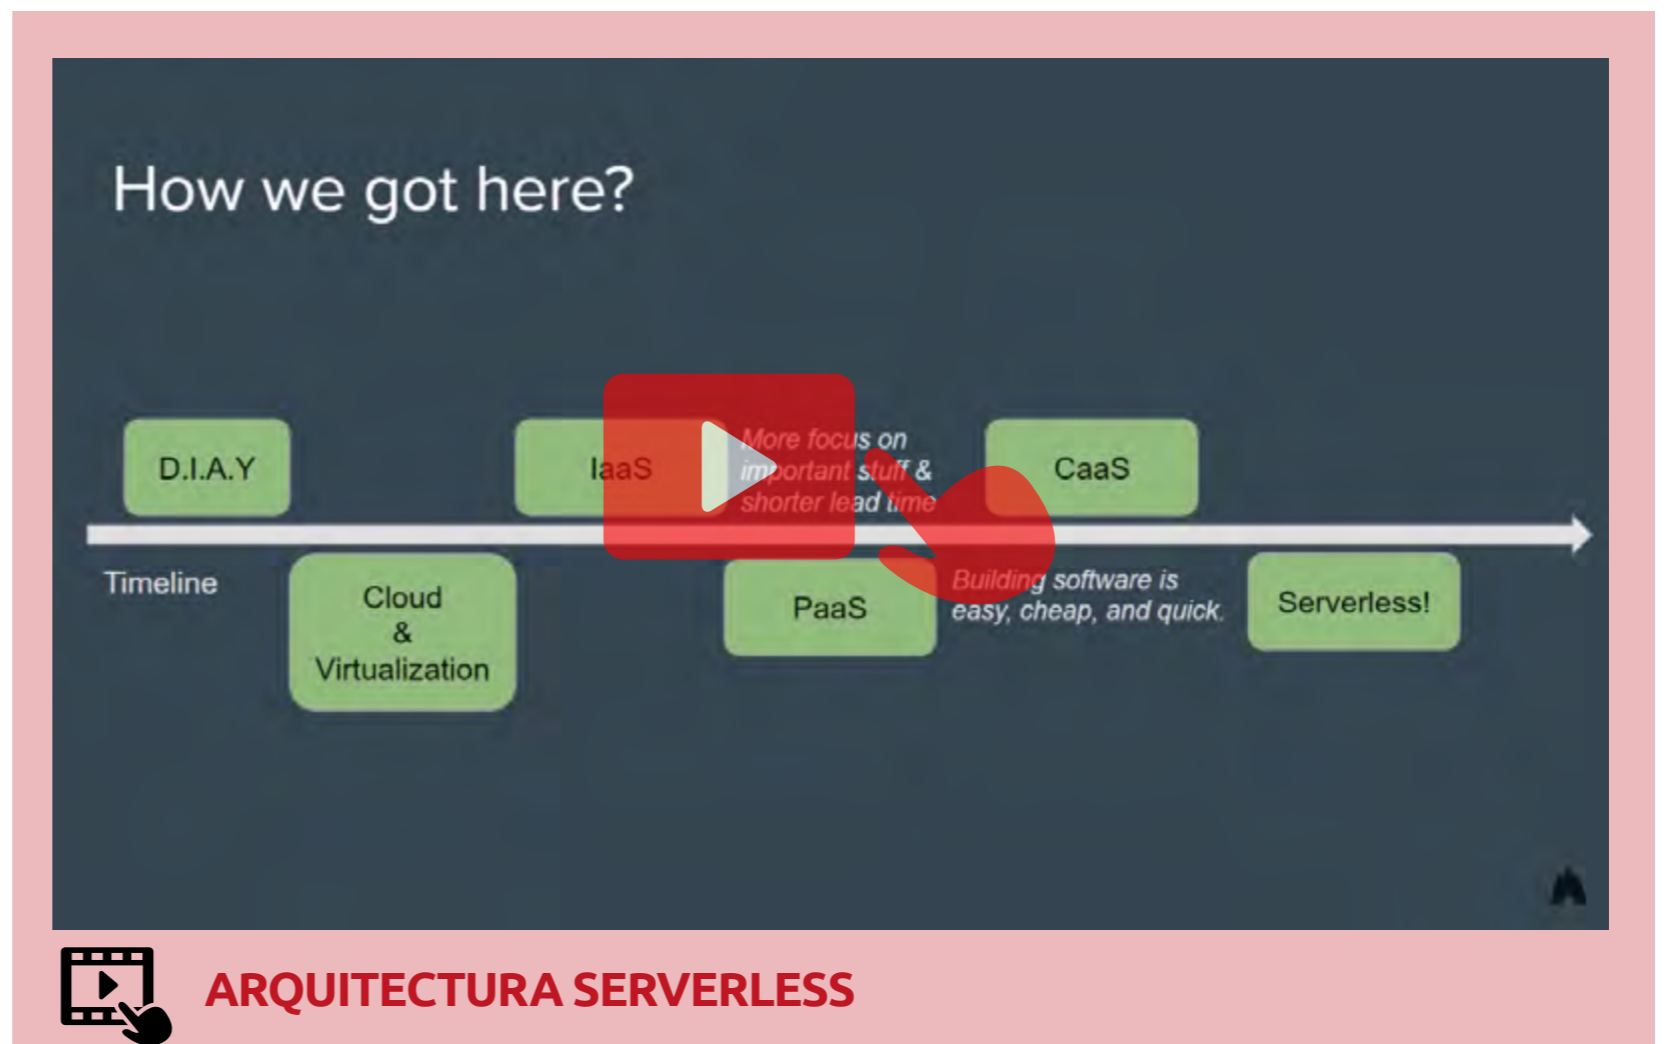 How we got here?
D.I.A.Y
IaaS
More focus on
important stuff &
shorter lead time
CaaS
Timeline
Cloud
&
Virtualization
PaaS
Building software is
easy, cheap, and quick.
Serverless!
ARQUITECTURA SERVERLESS